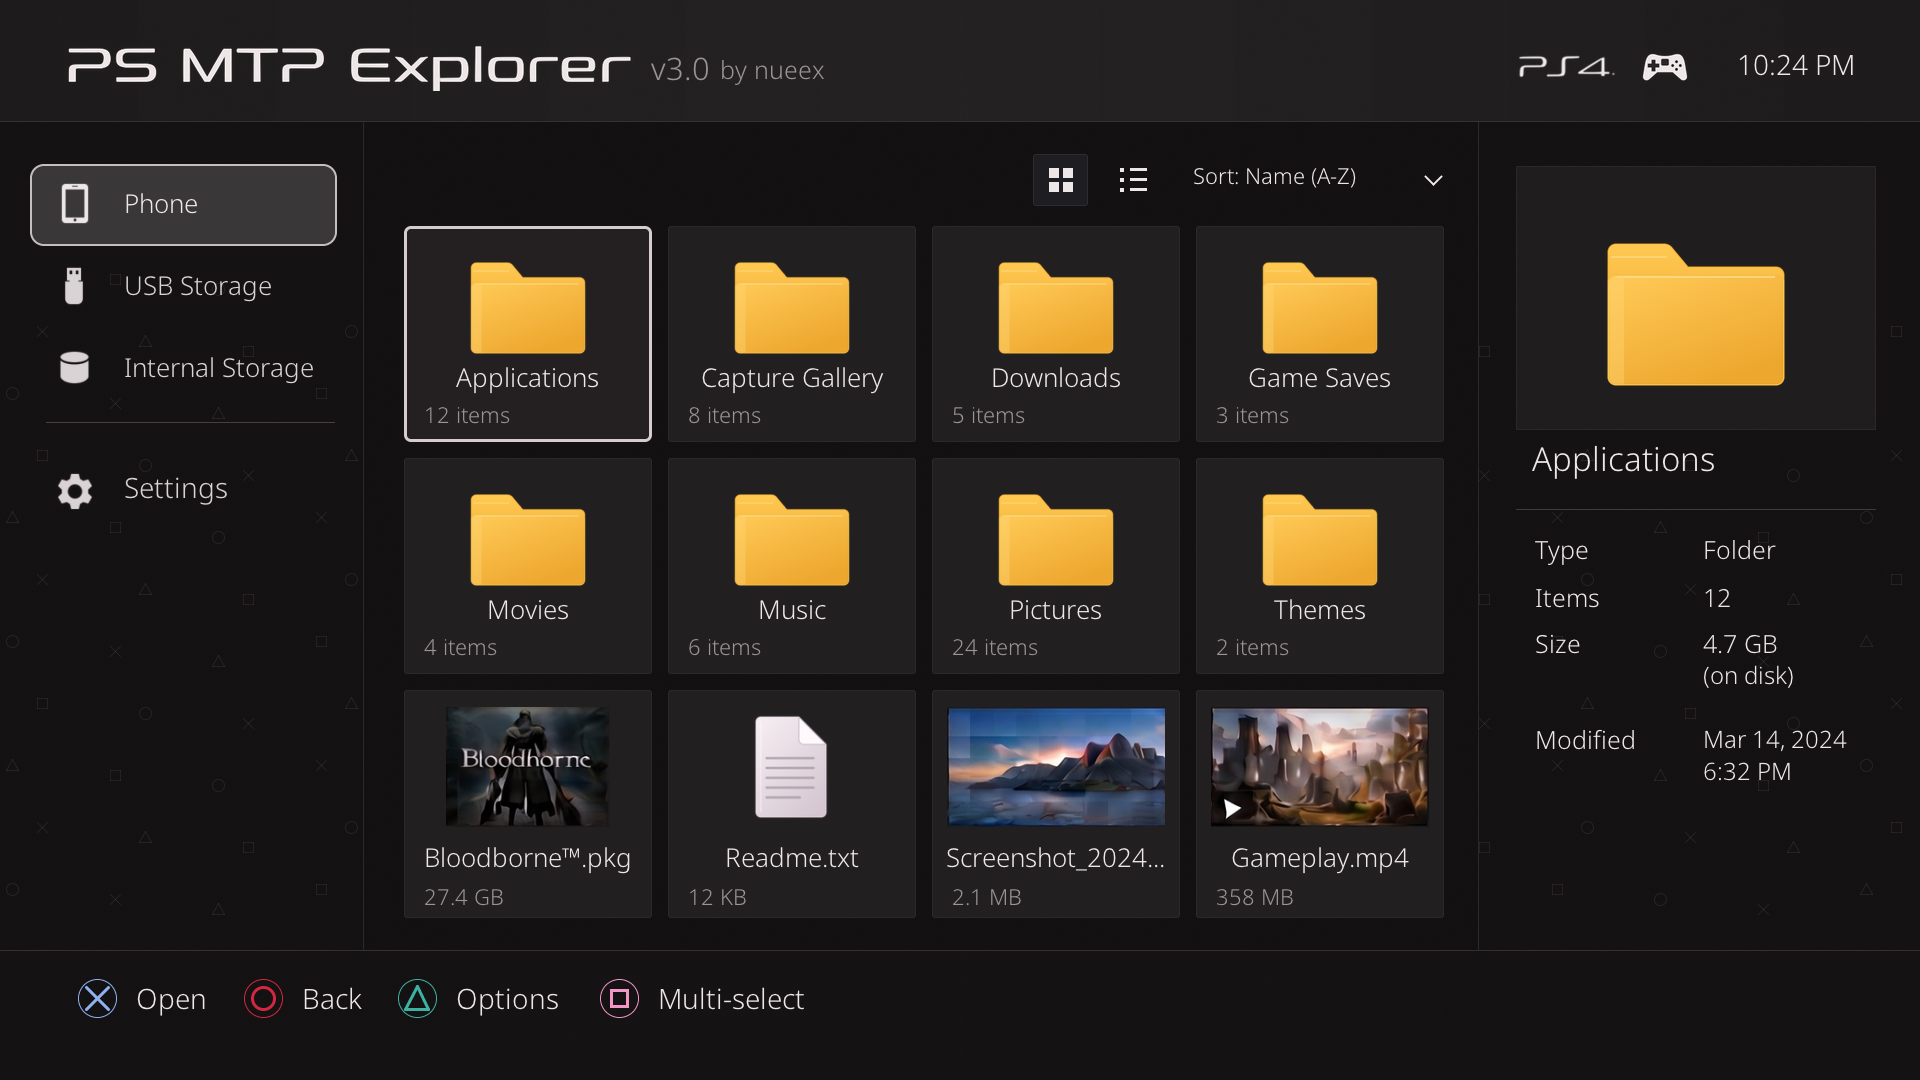 PS MTP Explorer v3.0 by nueex
PS4
10:24 PM
Phone
USB Storage
Internal Storage
Settings
Sort: Name (A-Z)
Applications
12 items
Capture Gallery
8 items
Downloads
5 items
Game Saves
3 items
Movies
4 items
Music
6 items
Pictures
24 items
Themes
2 items
Bloodborne
Bloodborne™.pkg
27.4 GB
Readme.txt
12 KB
Screenshot_2024...
2.1 MB
Gameplay.mp4
358 MB
Applications
Type Folder
Items 12
Size 4.7 GB
(on disk)
Modified Mar 14, 2024
6:32 PM
Open Back Options Multi-select